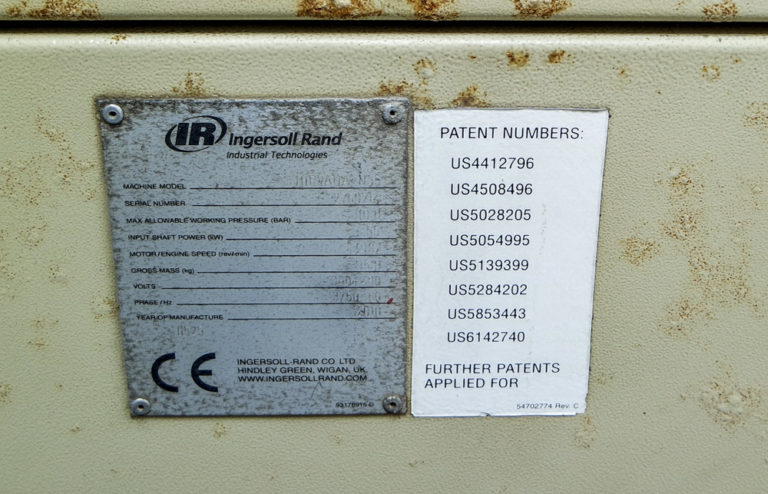 IR Ingersoll Rand
Industrial Technologies
MACHINE MODEL
SERIAL NUMBER
MAX ALLOWABLE WORKING PRESSURE (BAR)
INPUT SHAFT POWER (kW)
MOTOR/ENGINE SPEED (rev/min)
GROSS MASS (kg)
VOLTS
PHASE / Hz
YEAR OF MANUFACTURE
CE
INGERSOLL-RAND CO LTD
HINDLEY GREEN, WIGAN, UK.
WWW.INGERSOLLRAND.COM
PATENT NUMBERS:
US4412796
US4508496
US5028205
US5054995
US5139399
US5284202
US5853443
US6142740
FURTHER PATENTS
APPLIED FOR
54702774 Rev. C